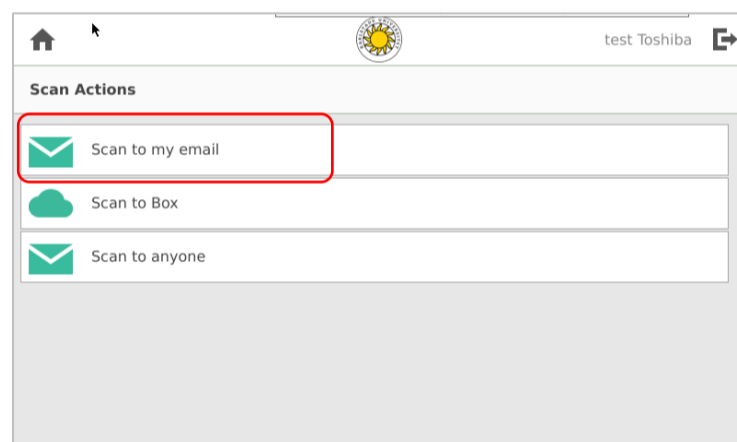 test Toshiba
Scan Actions
Scan to my email
Scan to Box
Scan to anyone